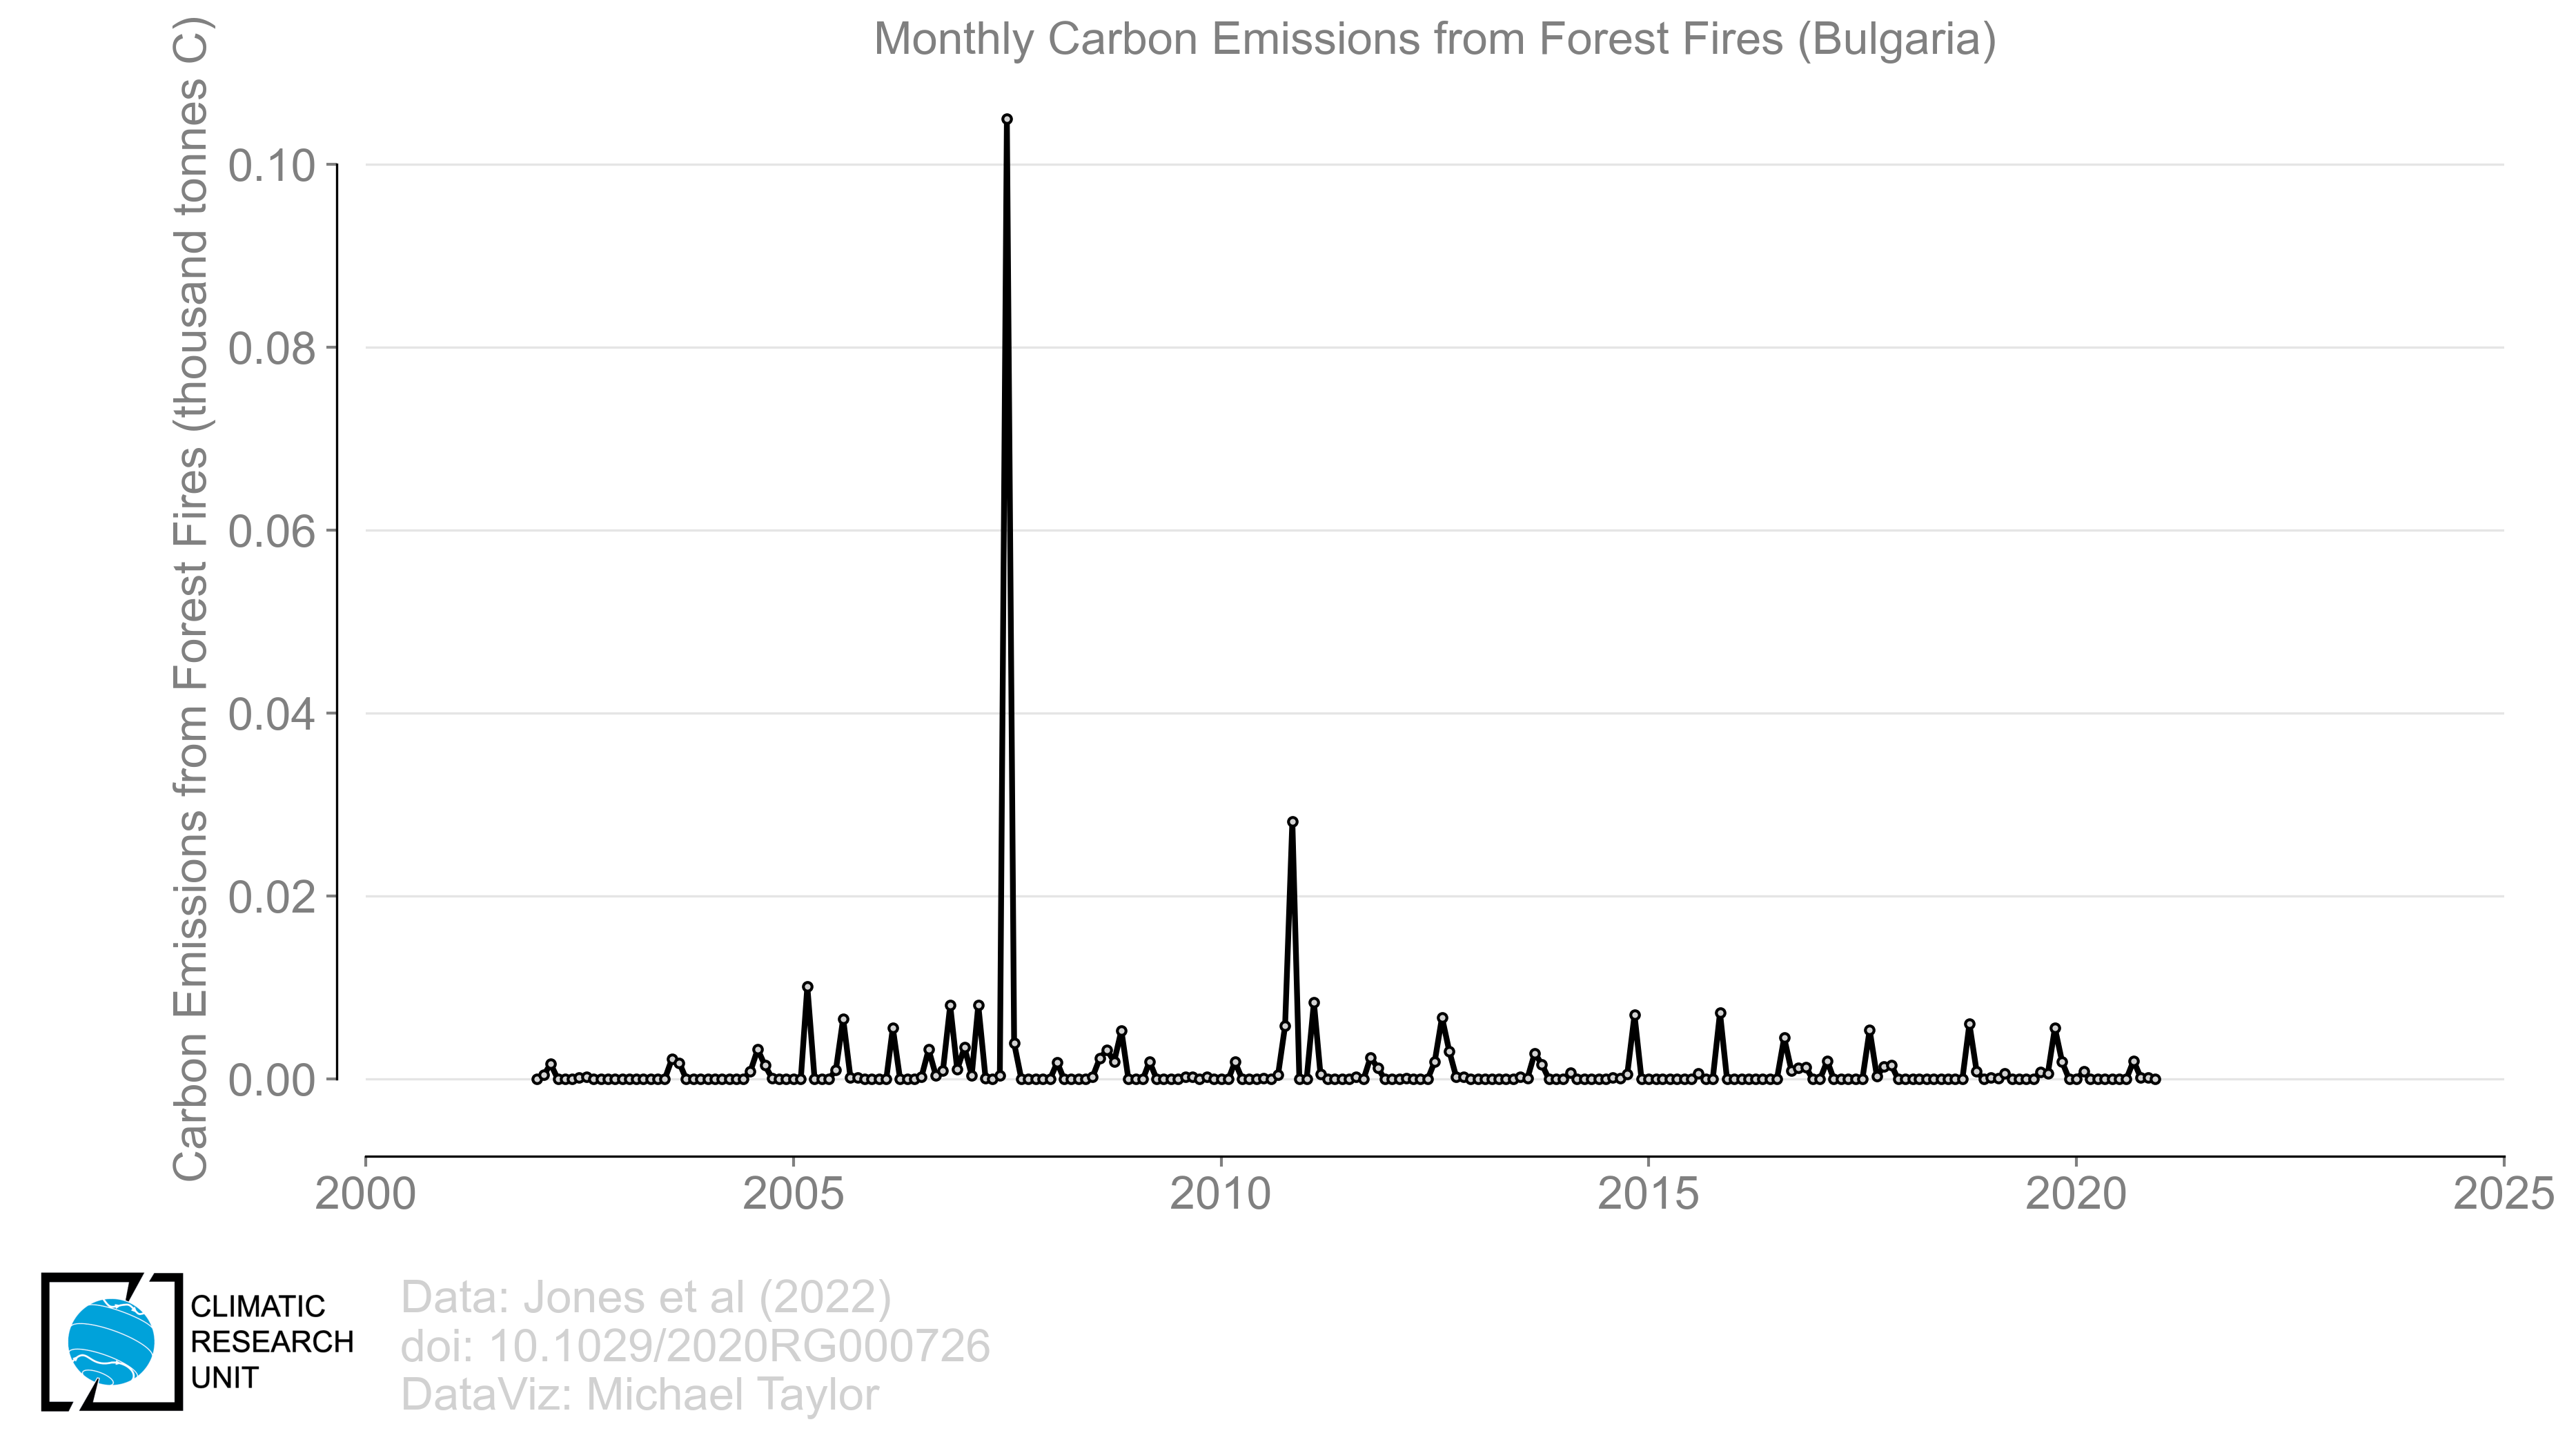 Monthly Carbon Emissions from Forest Fires (Bulgaria)
Carbon Emissions from Forest Fires (thousand tonnes C)
0.10
0.08
0.06
0.04
0.02
0.00
2000
2005
2010
2015
2020
2025
CLIMATIC
RESEARCH
UNIT
Data: Jones et al (2022)
doi: 10.1029/2020RG000726
DataViz: Michael Taylor